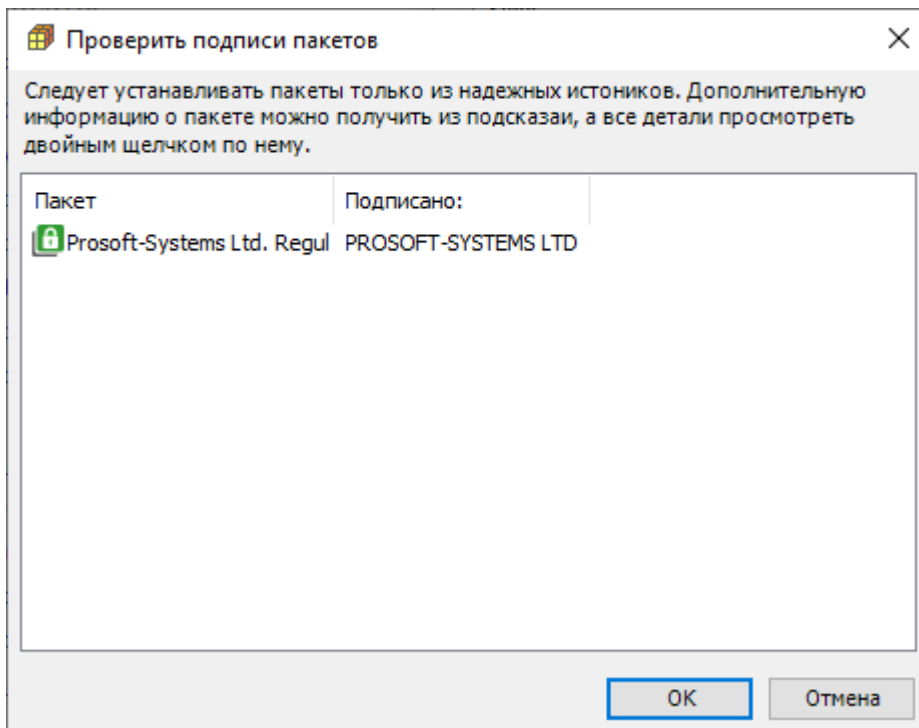 Проверить подписи пакетов
Следует устанавливать пакеты только из надежных истоников. Дополнительную
информацию о пакете можно получить из подсказаи, а все детали просмотреть
двойным щелчком по нему.
Пакет Подписано:
Prosoft-Systems Ltd. Regul PROSOFT-SYSTEMS LTD
OK Отмена